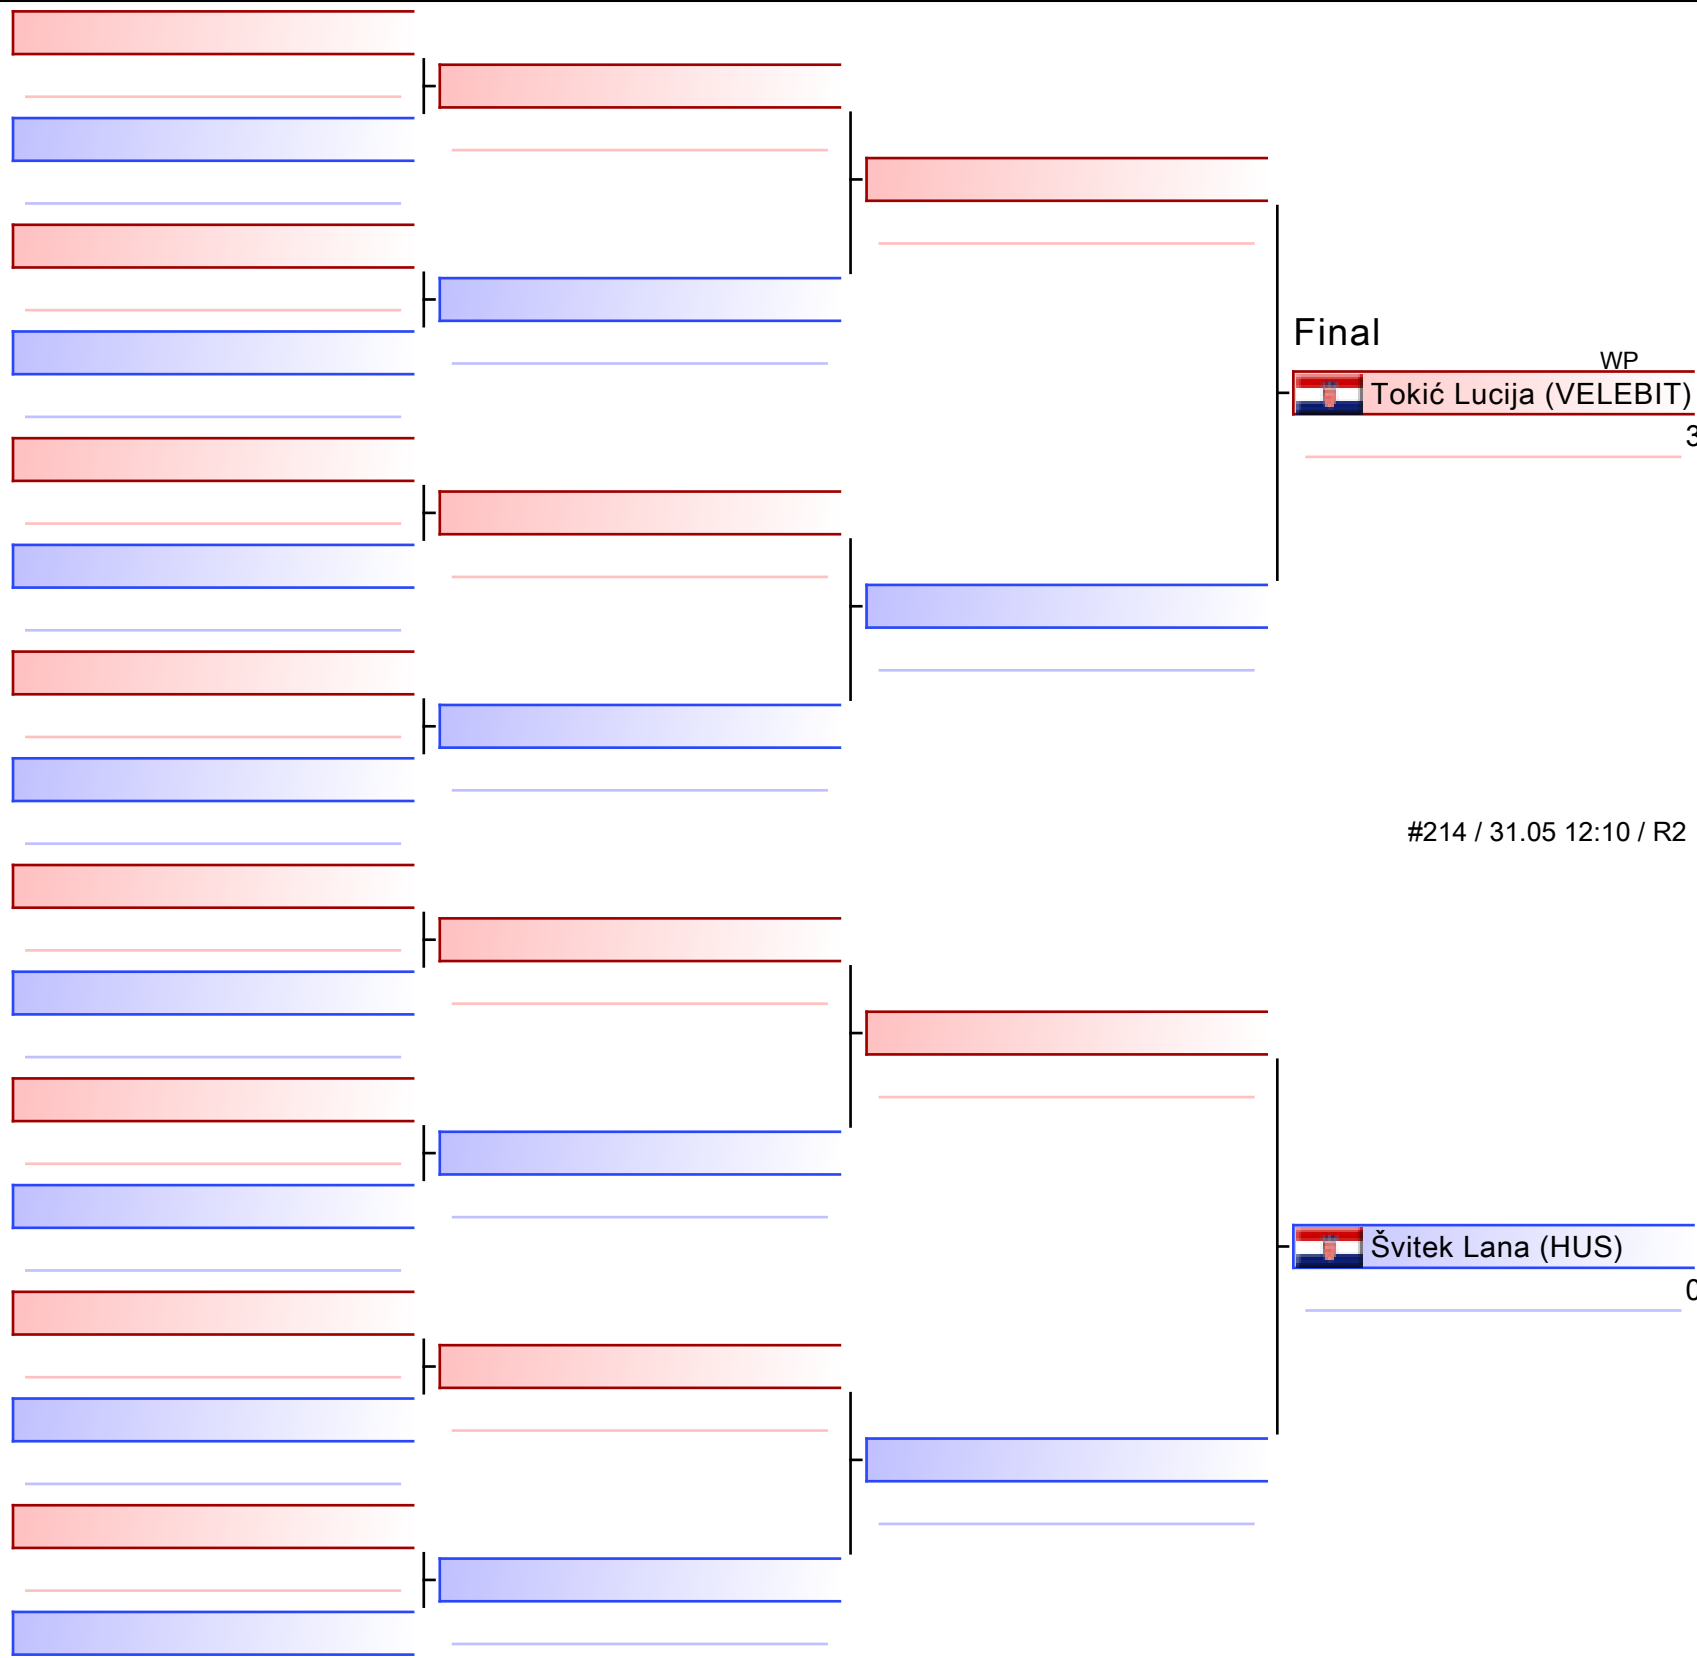 Final
WP
Tokić Lucija (VELEBIT)
3
#214 / 31.05 12:10 / R2
Švitek Lana (HUS)
0